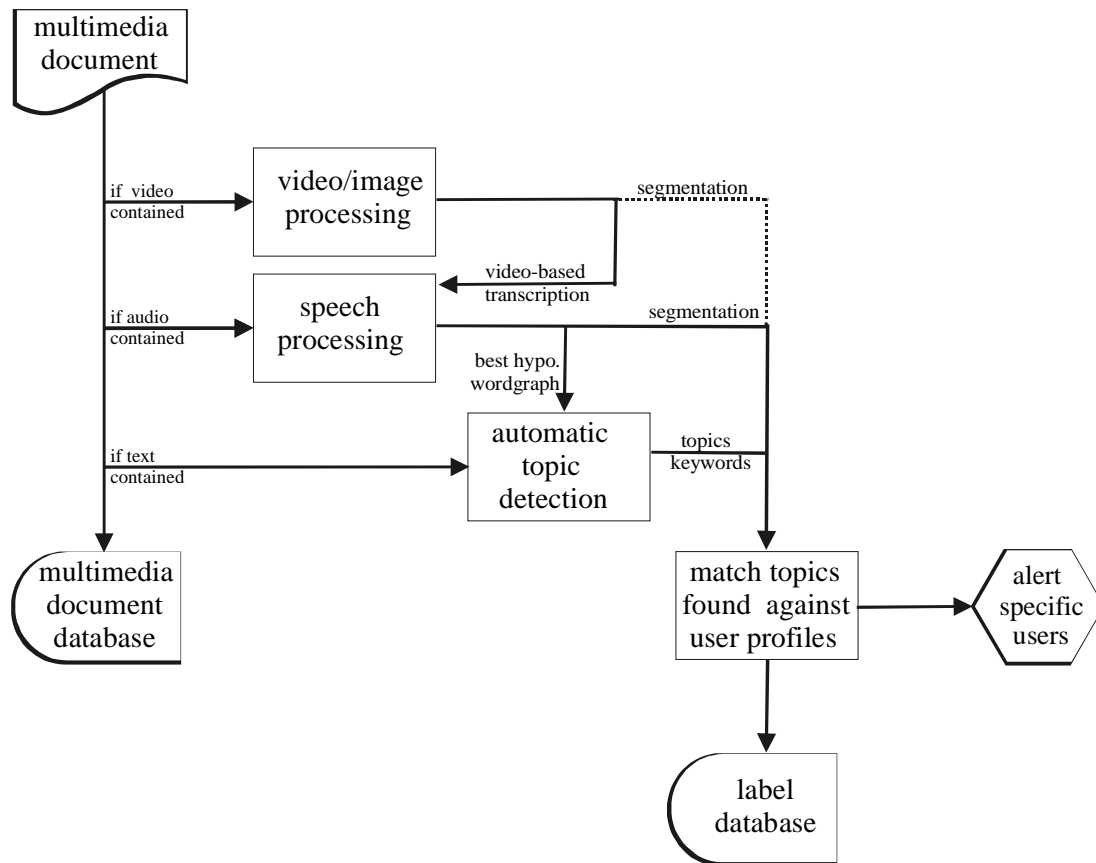 multimedia
document
if video
contained
video/image
processing
segmentation
video-based
transcription
if audio
contained
speech
processing
segmentation
best hypo.
wordgraph
if text
contained
automatic
topic
detection
topics
keywords
multimedia
document
database
match topics
found against
user profiles
alert
specific
users
label
database